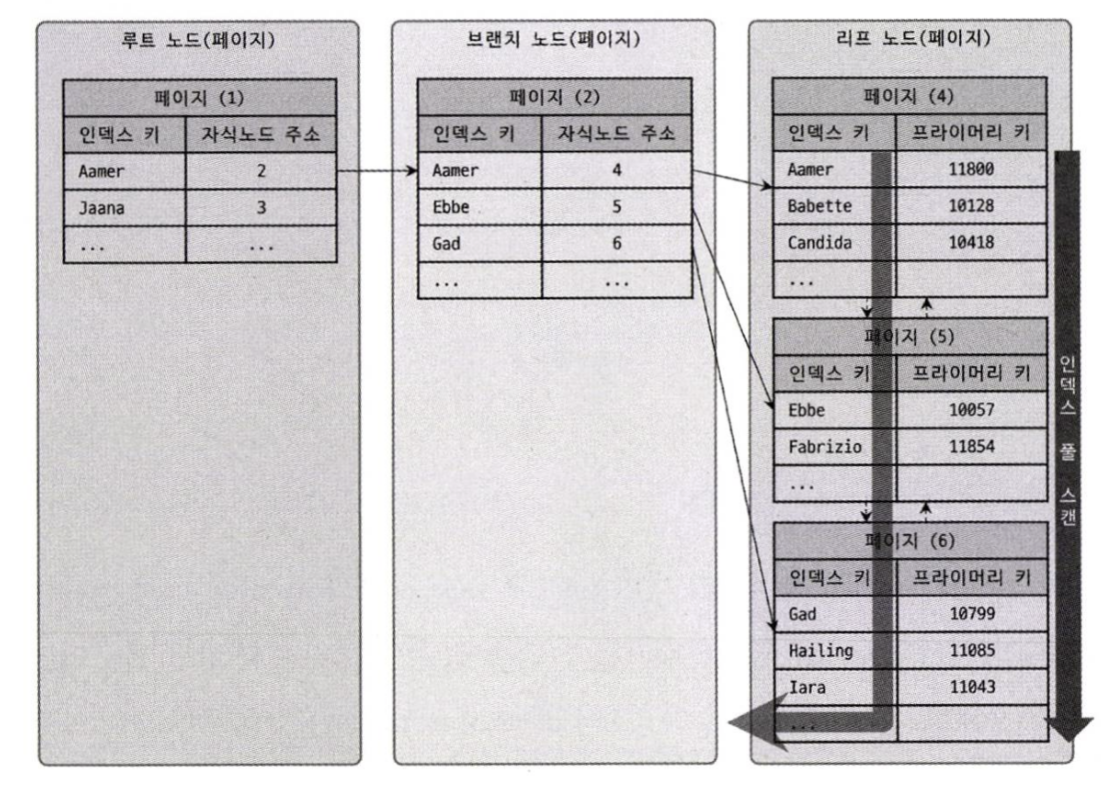 루트 노드(페이지)
페이지 (1)
인덱스 키 자식노드 주소
Aamer 2
Jaana 3
... ...
브랜치 노드(페이지)
페이지 (2)
인덱스 키 자식노드 주소
Aamer 4
Ebbe 5
Gad 6
... ...
리프 노드(페이지)
페이지 (4)
인덱스 키 프라이머리 키
Aamer 11800
Babette 10128
Candida 10418
...
페이지 (5)
인덱스 키 프라이머리 키
Ebbe 10057
Fabrizio 11854
...
페이지 (6)
인덱스 키 프라이머리 키
Gad 10799
Hailing 11085
Iara 11043
...
인덱스 풀 스캔